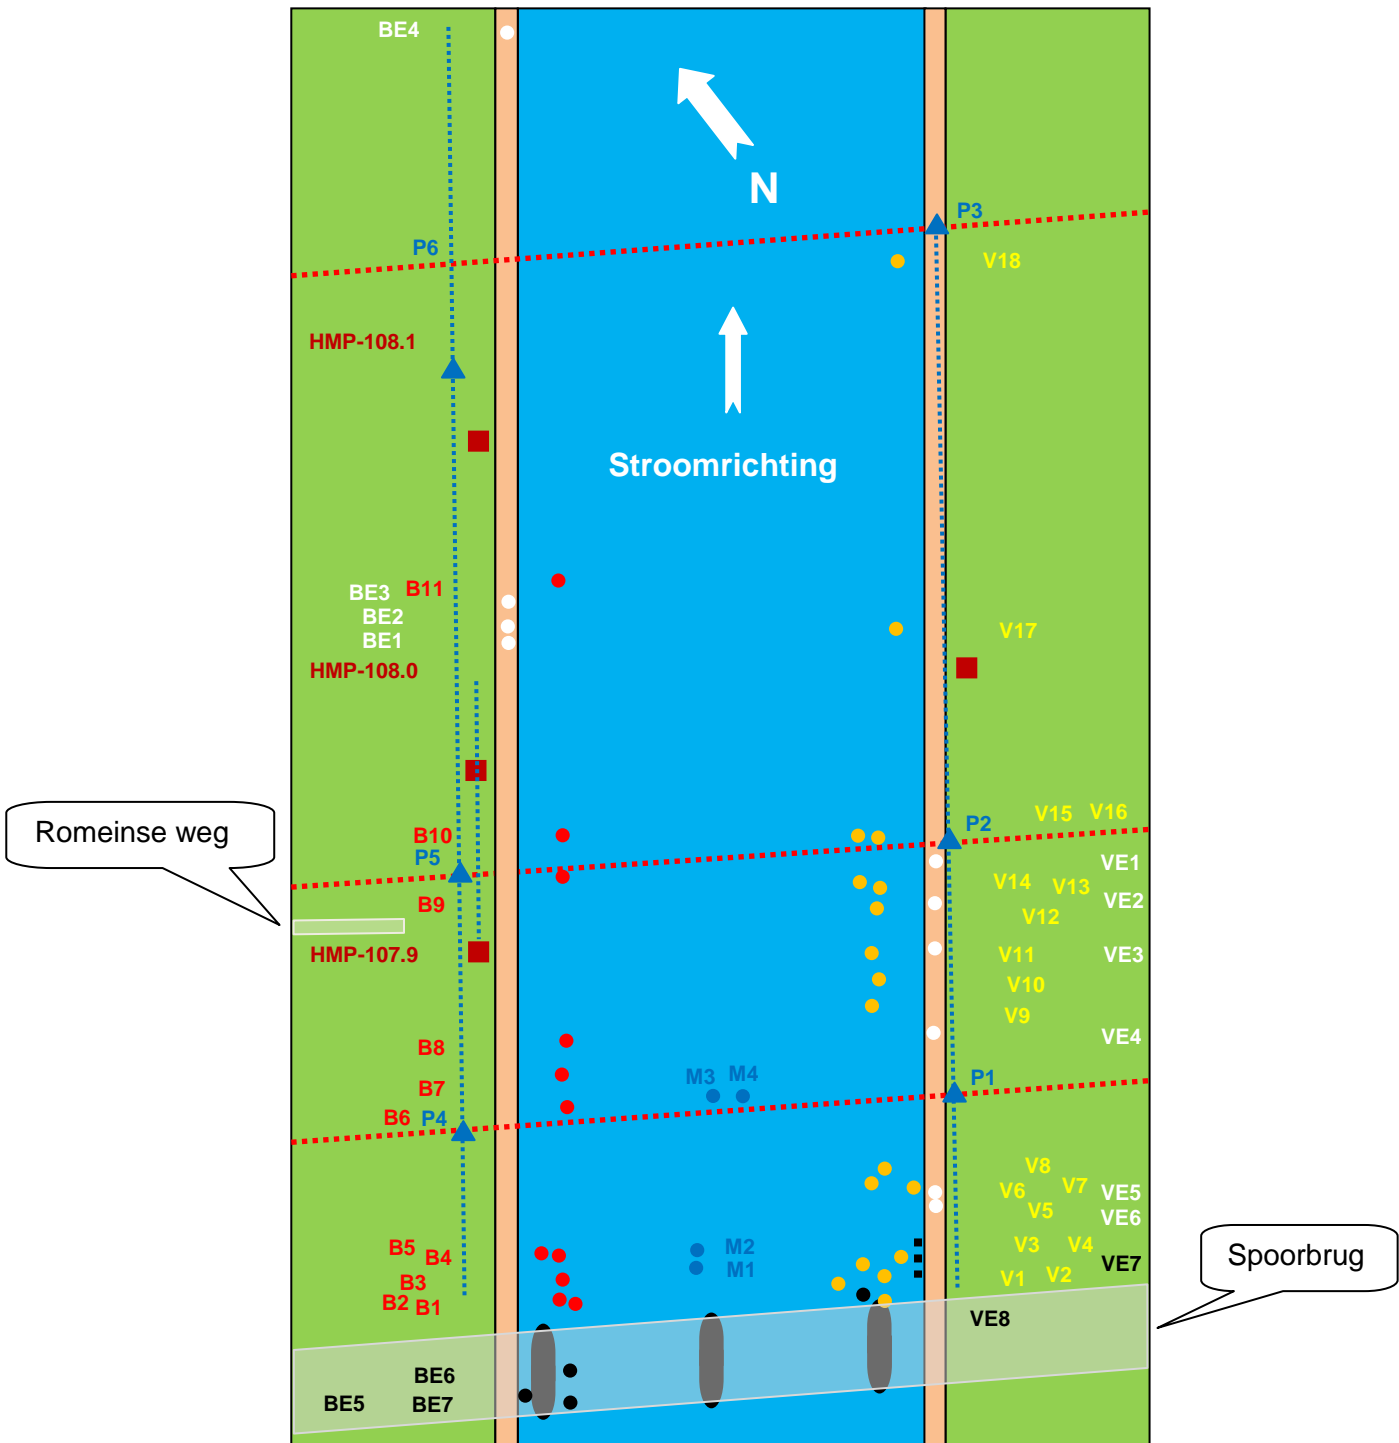 BE4
N
P3
P6
V18
HMP-108.1
Stroomrichting
BE3 B11
BE2
V17
BE1
HMP-108.0
V15 V16
P2
Romeinse weg
B10
P5
VE1
V14 V13
VE2
B9
V12
HMP-107.9
V11 VE3
V10
V9
VE4
B8
M3 M4
P1
B7
B6 P4
V8
V6 V7 VE5
V5
VE6
B5
M2
V3 V4
B4
VE7
Spoorbrug
M1
B3
V1 V2
B2 B1
VE8
BE6
BE5 BE7